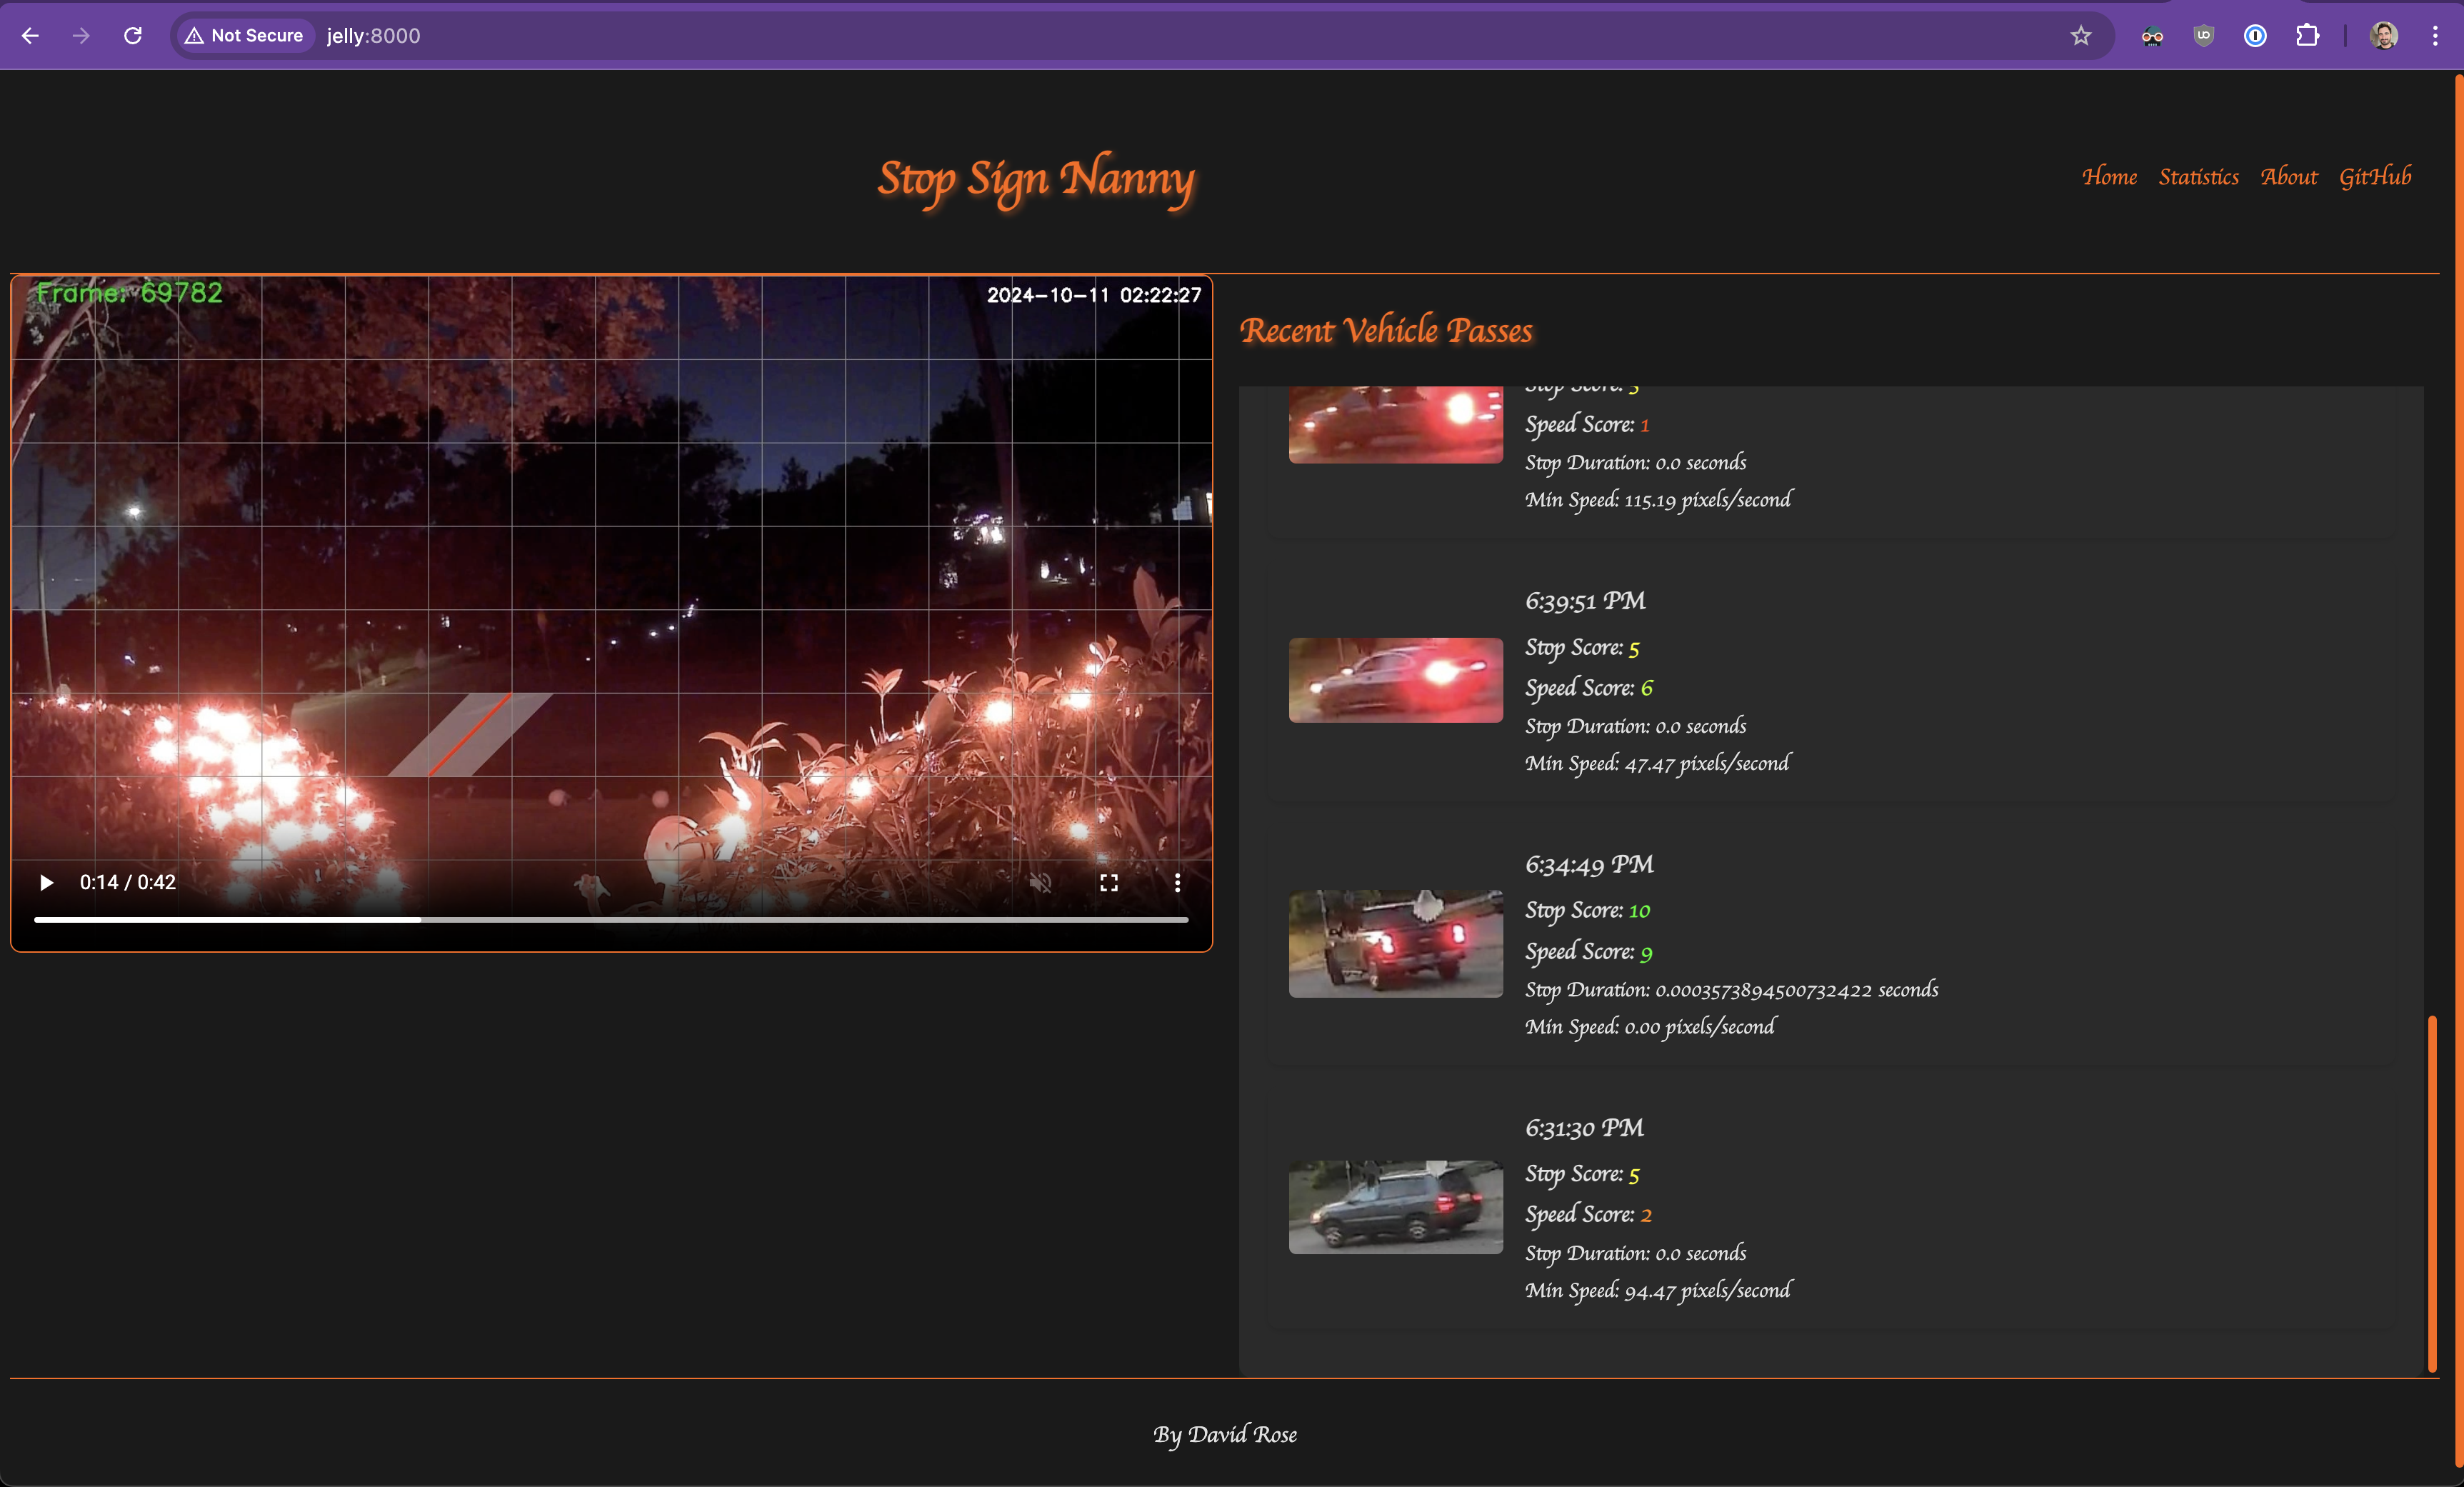 Not Secure
jelly:8000
Stop Sign Nanny
Home Statistics About GitHub
Frame: 69782
2024-10-11 02:22:27
0:14 / 0:42
Recent Vehicle Passes
Stop Score: 5
Speed Score: 1
Stop Duration: 0.0 seconds
Min Speed: 115.19 pixels/second
6:39:51 PM
Stop Score: 5
Speed Score: 6
Stop Duration: 0.0 seconds
Min Speed: 47.47 pixels/second
6:34:49 PM
Stop Score: 10
Speed Score: 9
Stop Duration: 0.0003573894500732422 seconds
Min Speed: 0.00 pixels/second
6:31:30 PM
Stop Score: 5
Speed Score: 2
Stop Duration: 0.0 seconds
Min Speed: 94.47 pixels/second
By David Rose